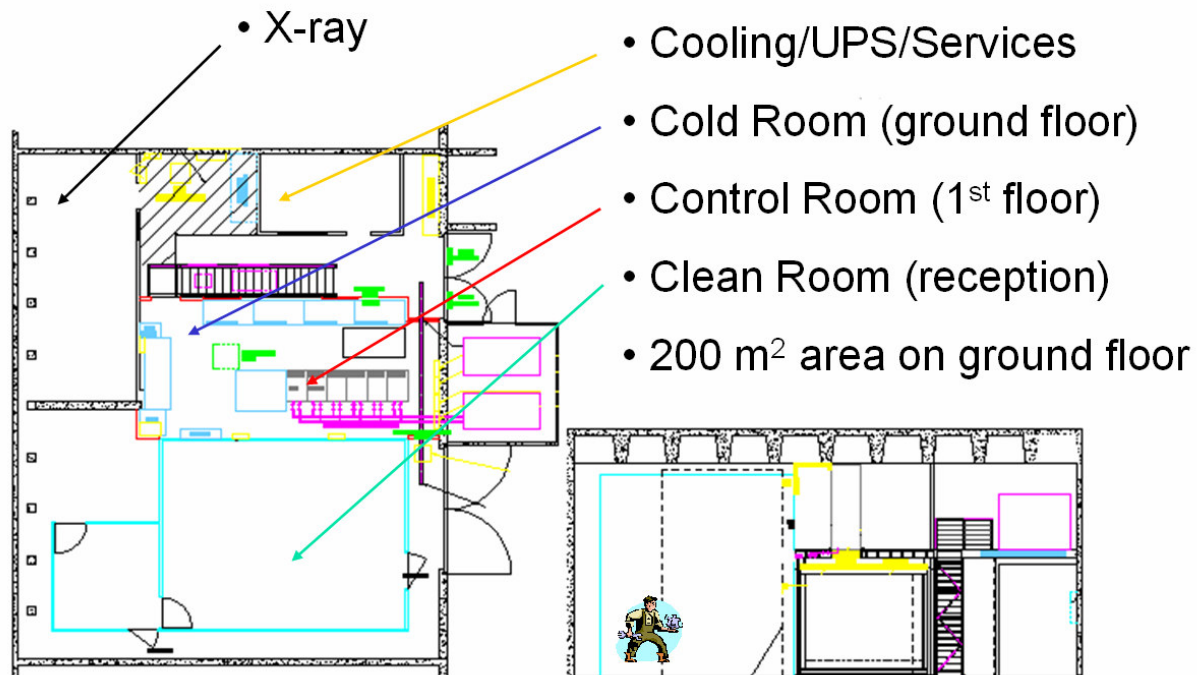 • X-ray
• Cooling/UPS/Services
• Cold Room (ground floor)
• Control Room (1st floor)
• Clean Room (reception)
• 200 m² area on ground floor